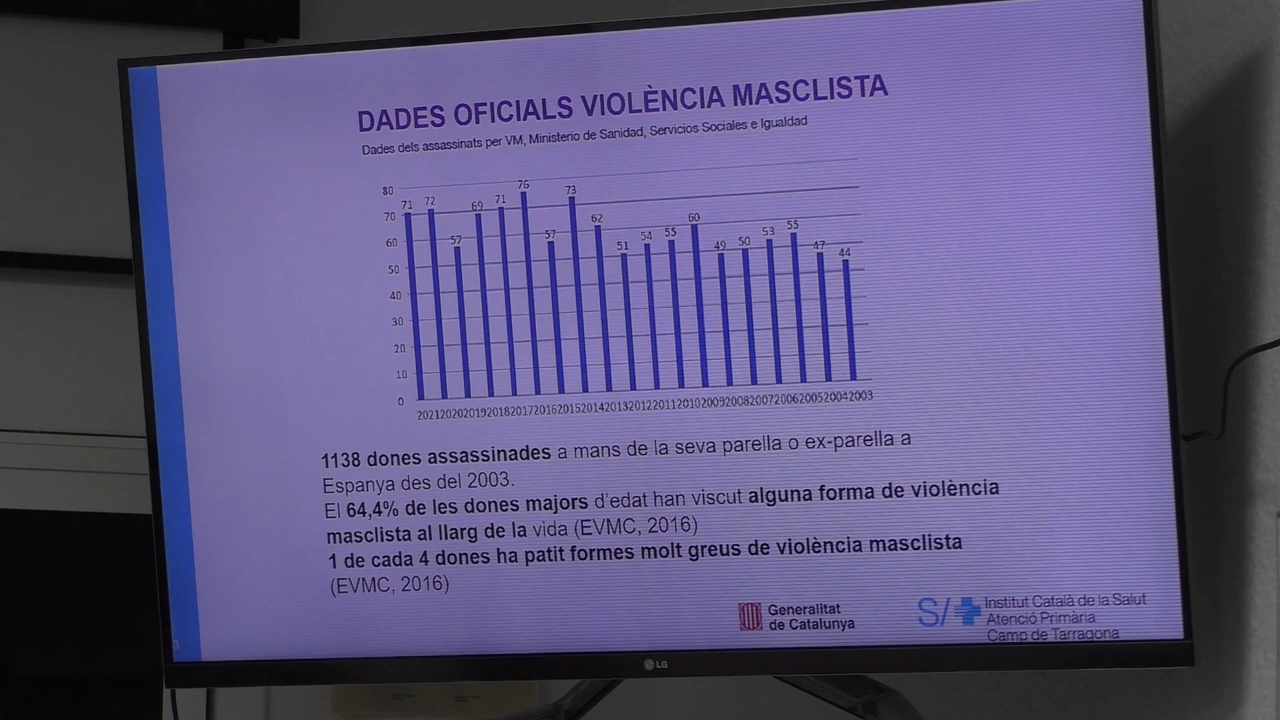 DADES OFICIALS VIOLÈNCIA MASCLISTA
Dades dels assassinats per VM, Ministerio de Sanidad, Servicios Sociales e Igualdad
80
70
60
50
40
30
20
10
0
71 72 57 69 71 76 57 73 62 51 54 55 60 49 50 53 55 47 44
2021 2020 2019 2018 2017 2016 2015 2014 2013 2012 2011 2010 2009 2008 2007 2006 2005 2004 2003
1138 dones assassinades a mans de la seva parella o ex-parella a
Espanya des del 2003.
El 64,4% de les dones majors d'edat han viscut alguna forma de violència
masclista al llarg de la vida (EVMC, 2016)
1 de cada 4 dones ha patit formes molt greus de violència masclista
(EVMC, 2016)
Generalitat
de Catalunya
S/
Institut Català de la Salut
Atenció Primària
Camp de Tarragona
3
LG